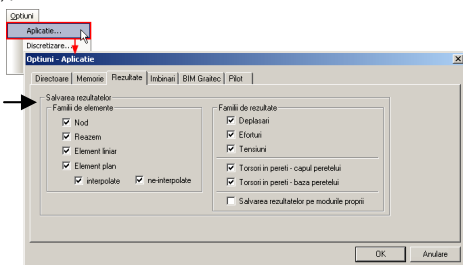 Optiuni
Aplicatie...
Discretizare...
Optiuni - Aplicatie
Directoare Memorie Rezultate Imbinari BIM Graitec Pilot
Salvarea rezultatelor
Familii de elemente
Nod
Reazem
Element liniar
Element plan
interpolate ne-interpolate
Familii de rezultate
Deplasari
Eforturi
Tensiuni
Torsori in pereti - capul peretelui
Torsori in pereti - baza peretelui
Salvarea rezultatelor pe modurile proprii
OK Anulare